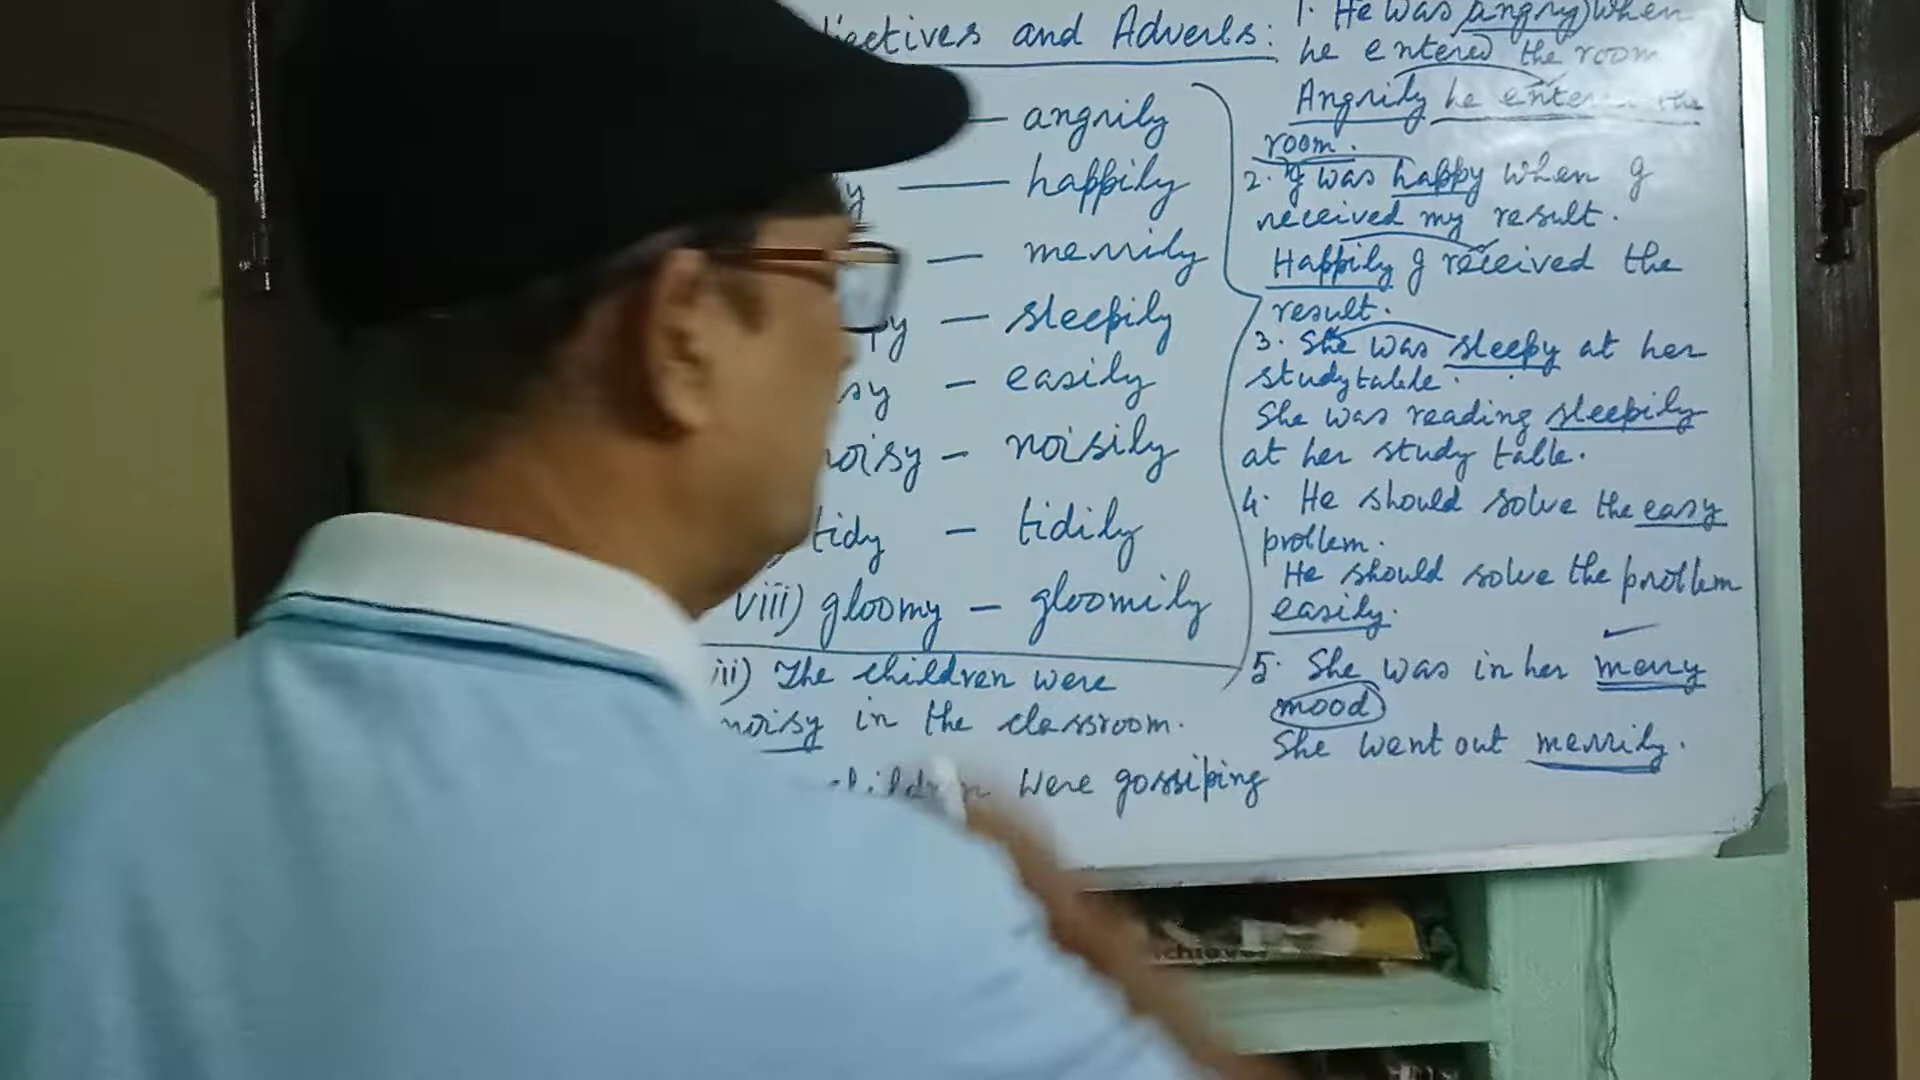 and Adverbs:
— angrily
— happily
— merrily
— sleepily
— easily
noisy — noisily
tidy — tidily
viii) gloomy — gloomily
iii) The children were
noisy in the classroom.
children were gossiping
1. He was angry when
he entered the room
Angrily he entered the
room.
2. I was happy when I
received my result.
Happily I received the
result.
3. She was sleepy at her
study table.
She was reading sleepily
at her study table.
4. He should solve the easy
problem.
He should solve the problem
easily.
5. She was in her merry
mood
She went out merrily.